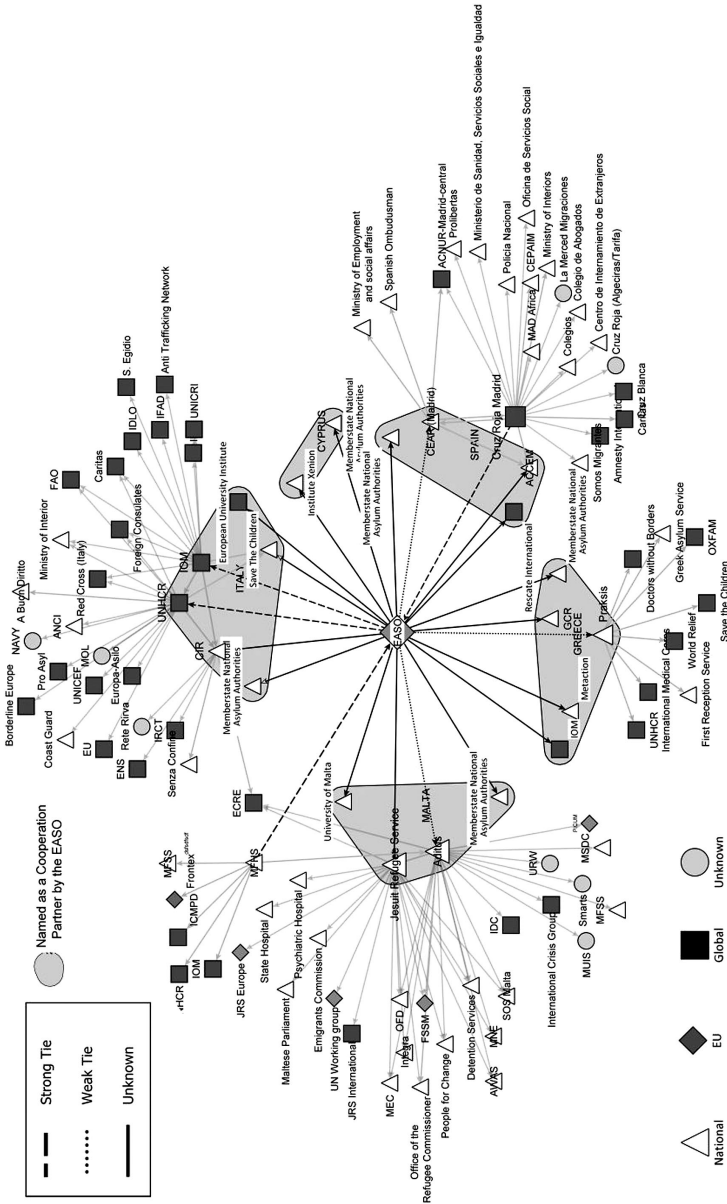 Strong Tie
Weak Tie
Unknown
Named as a Cooperation
Partner by the EASO
Borderline Europe
NAVY
A Buon Diritto
Ministry of Interior
FAO
Coast Guard
Pro Asyl
ANCI
Red Cross (Italy)
Caritas
IDLO
S. Egidio
EU
UNICEF
MOL
Foreign Consulates
IFAD
Anti Trafficking Network
ENS
Rete Rirva
Europa-Asilo
UNHCR
IOM
UNICRI
Senza Confine
IRCT
CIR
ITALY
European University Institute
Save The Children
Memberstate National
Asylum Authorities
ECRE
MFSS
Frontex
ICMPD
IOM
MFNS
JRS Europe
State Hospital
Psychiatric Hospital
University of Malta
Maltese Parliament
Emigrants Commission
UN Working group
JRS International
Jesuit Refugee Service
MALTA
Aditus
Memberstate National
Asylum Authorities
MEC
OFD
Integra
FSSM
Office of the
Refugee Commissioner
People for Change
Detention Services
AWAS
MNE
SOS Malta
IDC
URW
International Crisis Group
MUIS
Smarts
MFSS
MSDC
PICUM
EASO
Institute Xenion
CYPRUS
Memberstate National
Asylum Authorities
Memberstate National
Asylum Authorities
Ministry of Employment
and social affairs
Spanish Ombudusman
CEAR (Madrid)
SPAIN
Cruz Roja Madrid
ACCEM
ACNUR-Madrid-central
Prolibertas
Ministerio de Sanidad, Servicios Sociales e Igualdad
Policia Nacional
MAD Africa
CEPAIM
Oficina de Servicios Social
Ministry of Interiors
La Merced Migraciones
Colegio de Abogados
Colegios
Centro de Internamiento de Extranjeros
Cruz Roja (Algeciras/Tarifa)
Cruz Blanca
Caritas
Amnesty International
Somos Migrantes
Rescate International
Memberstate National
Asylum Authorities
GCR
GREECE
Praksis
Metaction
IOM
Doctors without Borders
Greek Asylum Service
OXFAM
Save the Children
World Relief
International Medical Corps
UNHCR
First Reception Service
National
EU
Global
Unknown